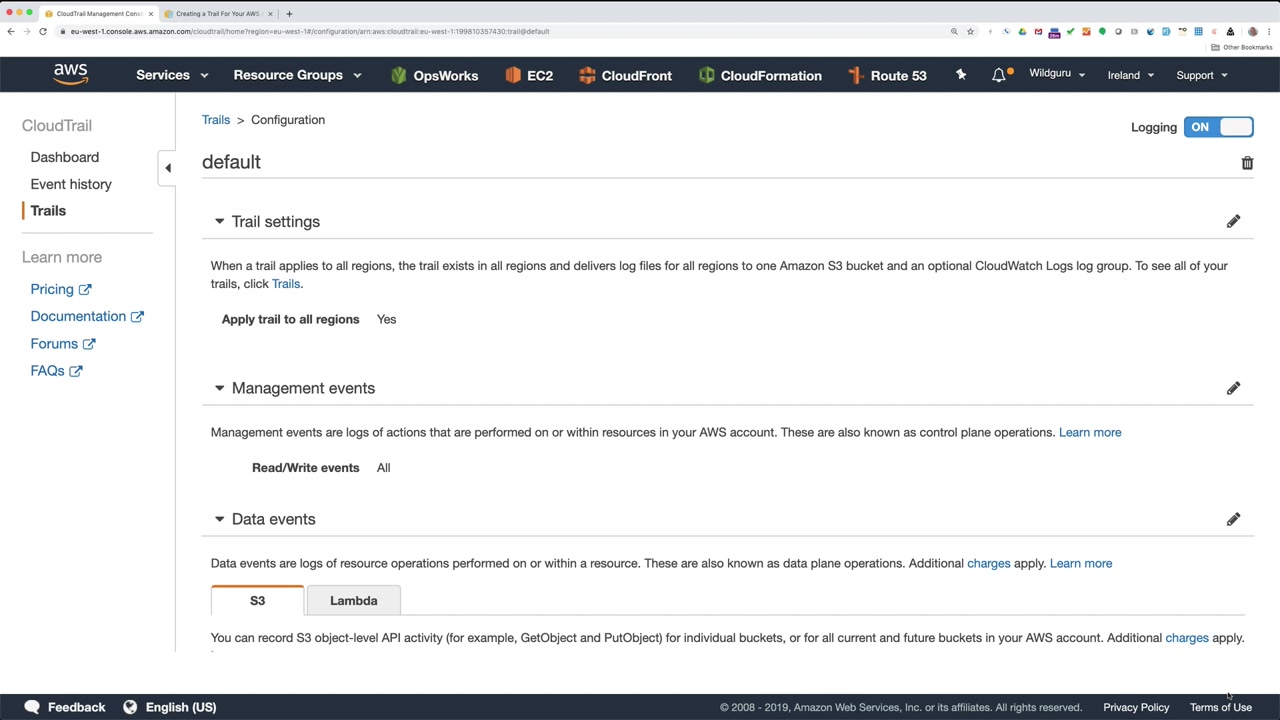 CloudTrail Management Cons
Creating a Trail For Your AWS
eu-west-1.console.aws.amazon.com/cloudtrail/home?region=eu-west-1#/configuration/arn:aws:cloudtrail:eu-west-1:199810357430:trail@default
Other Bookmarks
aws Services Resource Groups OpsWorks EC2 CloudFront CloudFormation Route 53 Wildguru Ireland Support
CloudTrail
Dashboard
Event history
Trails
Learn more
Pricing
Documentation
Forums
FAQs
Trails > Configuration
Logging ON
default
Trail settings
When a trail applies to all regions, the trail exists in all regions and delivers log files for all regions to one Amazon S3 bucket and an optional CloudWatch Logs log group. To see all of your
trails, click Trails.
Apply trail to all regions Yes
Management events
Management events are logs of actions that are performed on or within resources in your AWS account. These are also known as control plane operations. Learn more
Read/Write events All
Data events
Data events are logs of resource operations performed on or within a resource. These are also known as data plane operations. Additional charges apply. Learn more
S3 Lambda
You can record S3 object-level API activity (for example, GetObject and PutObject) for individual buckets, or for all current and future buckets in your AWS account. Additional charges apply.
Feedback English (US) © 2008 - 2019, Amazon Web Services, Inc. or its affiliates. All rights reserved. Privacy Policy Terms of Use